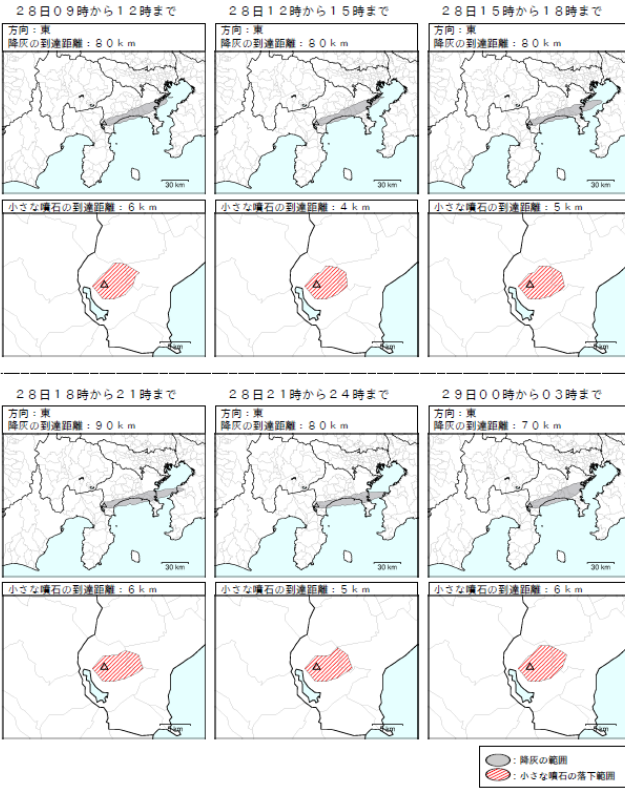 ２８日０９時から１２時まで
方向：東
降灰の到達距離：８０ｋｍ
30 km
小さな噴石の到達距離：６ｋｍ
5 km
２８日１２時から１５時まで
方向：東
降灰の到達距離：８０ｋｍ
30 km
小さな噴石の到達距離：４ｋｍ
5 km
２８日１５時から１８時まで
方向：東
降灰の到達距離：８０ｋｍ
30 km
小さな噴石の到達距離：５ｋｍ
5 km
２８日１８時から２１時まで
方向：東
降灰の到達距離：９０ｋｍ
30 km
小さな噴石の到達距離：６ｋｍ
5 km
２８日２１時から２４時まで
方向：東
降灰の到達距離：８０ｋｍ
30 km
小さな噴石の到達距離：５ｋｍ
5 km
２９日００時から０３時まで
方向：東
降灰の到達距離：７０ｋｍ
30 km
小さな噴石の到達距離：６ｋｍ
5 km
：降灰の範囲
：小さな噴石の落下範囲